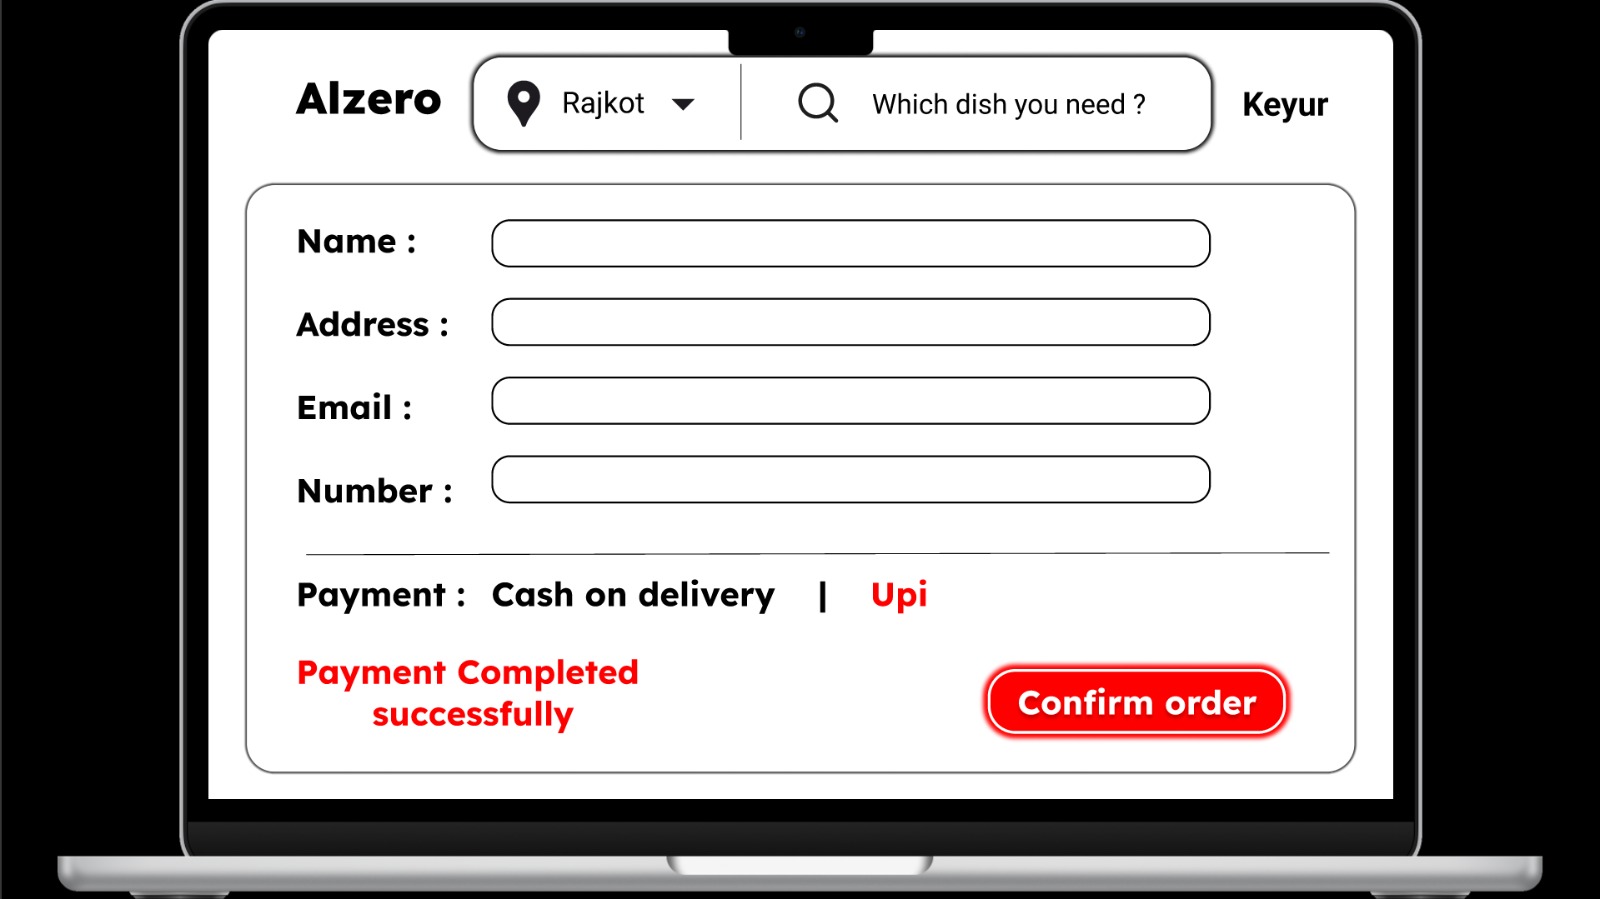 Alzero
Rajkot
Which dish you need ?
Keyur
Name :
Address :
Email :
Number :
Payment : Cash on delivery | Upi
Payment Completed
successfully
Confirm order